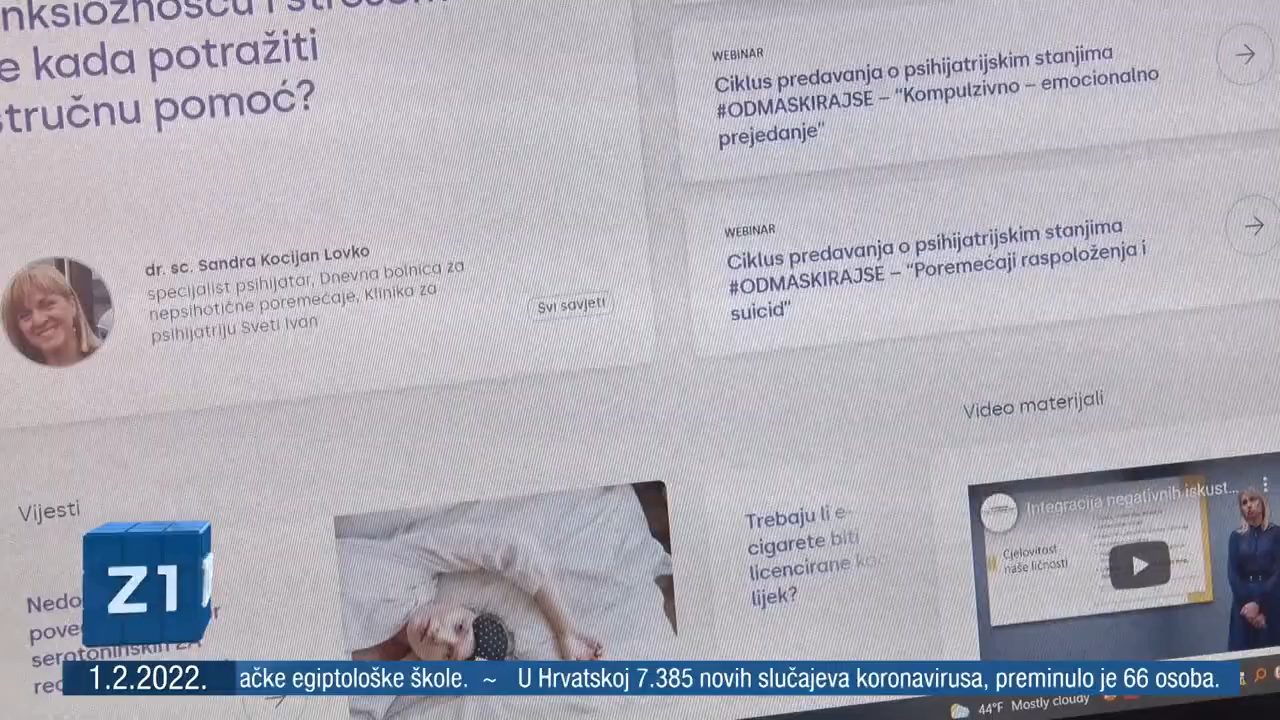 e kada potražiti
stručnu pomoć?
dr. sc. Sandra Kocijan Lovko
specijalist psihijatar, Dnevna bolnica za
nepsihotične poremećaje, Klinika za
psihijatriju Sveti Ivan
Svi savjeti
WEBINAR
Ciklus predavanja o psihijatrijskim stanjima
#ODMASKIRAJSE – "Kompulzivno – emocionalno
prejedanje"
WEBINAR
Ciklus predavanja o psihijatrijskim stanjima
#ODMASKIRAJSE – "Poremećaji raspoloženja i
suicid"
Video materijali
Integracija negativnih iskust...
Cjelovitost
naše ličnosti
Vijesti
Trebaju li e-
cigarete biti
licencirane kao
lijek?
Nedo
pove
serotoninskih
Z1
1.2.2022.
ačke egiptološke škole. ~ U Hrvatskoj 7.385 novih slučajeva koronavirusa, preminulo je 66 osoba.
44°F Mostly cloudy